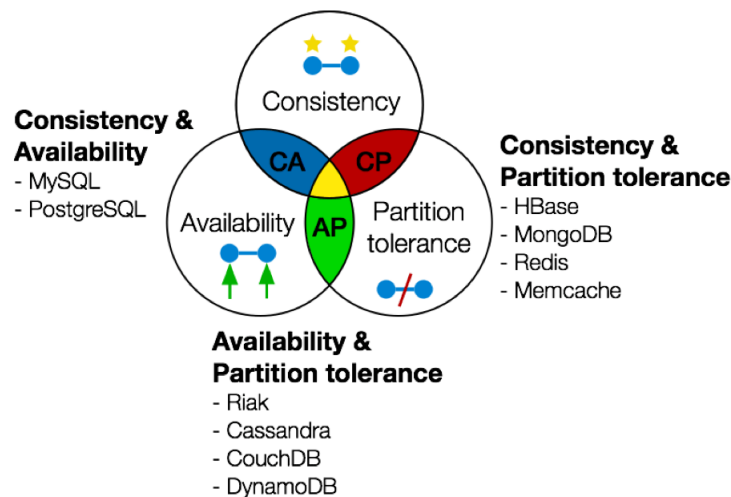 Consistency
Consistency &
Availability
- MySQL
- PostgreSQL
CA
CP
Consistency &
Partition tolerance
- HBase
- MongoDB
- Redis
- Memcache
Availability
AP
Partition
tolerance
Availability &
Partition tolerance
- Riak
- Cassandra
- CouchDB
- DynamoDB